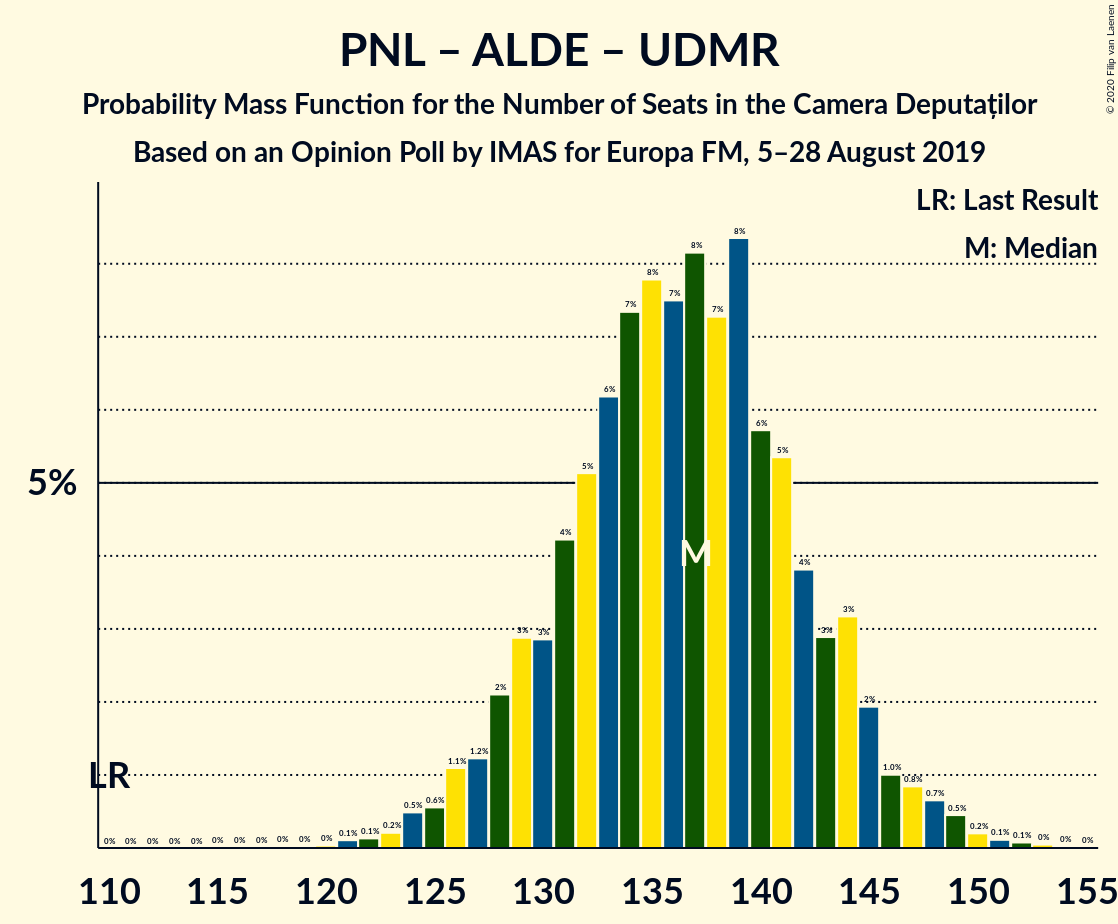 PNL – ALDE – UDMR
Probability Mass Function for the Number of Seats in the Camera Deputaților
Based on an Opinion Poll by IMAS for Europa FM, 5–28 August 2019
© 2020 Filip van Laenen
LR: Last Result
M: Median
5%
LR
M
0% 0% 0% 0% 0% 0% 0% 0% 0% 0% 0% 0.1% 0.1% 0.2% 0.5% 0.6% 1.1% 1.2% 2% 3% 3% 4% 5% 6% 7% 8% 7% 8% 7% 8% 6% 5% 4% 3% 3% 2% 1.0% 0.8% 0.7% 0.5% 0.2% 0.1% 0.1% 0% 0% 0%
110 115 120 125 130 135 140 145 150 155